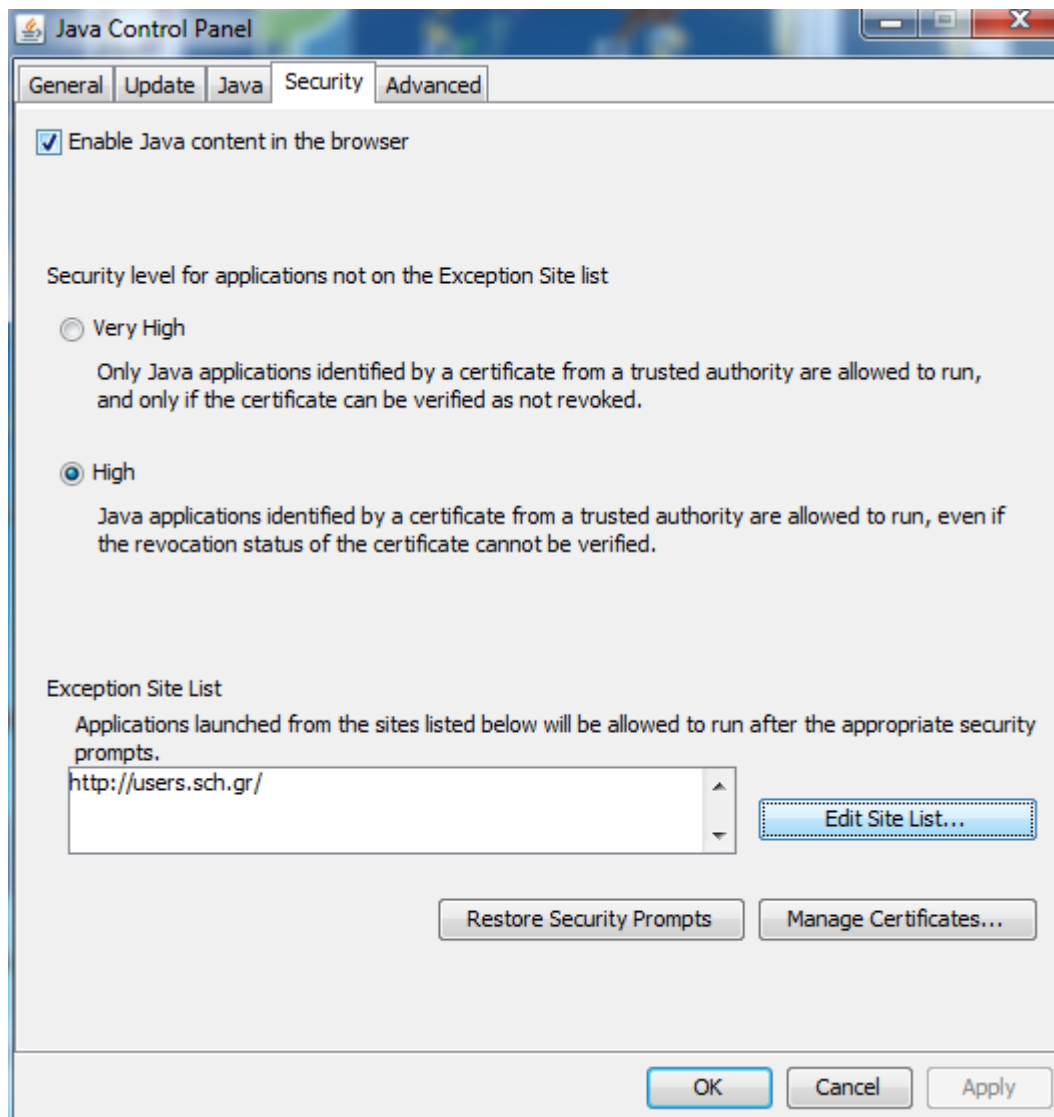 Java Control Panel
General Update Java Security Advanced
Enable Java content in the browser
Security level for applications not on the Exception Site list
Very High
Only Java applications identified by a certificate from a trusted authority are allowed to run,
and only if the certificate can be verified as not revoked.
High
Java applications identified by a certificate from a trusted authority are allowed to run, even if
the revocation status of the certificate cannot be verified.
Exception Site List
Applications launched from the sites listed below will be allowed to run after the appropriate security
prompts.
http://users.sch.gr/
Edit Site List...
Restore Security Prompts Manage Certificates...
OK Cancel Apply